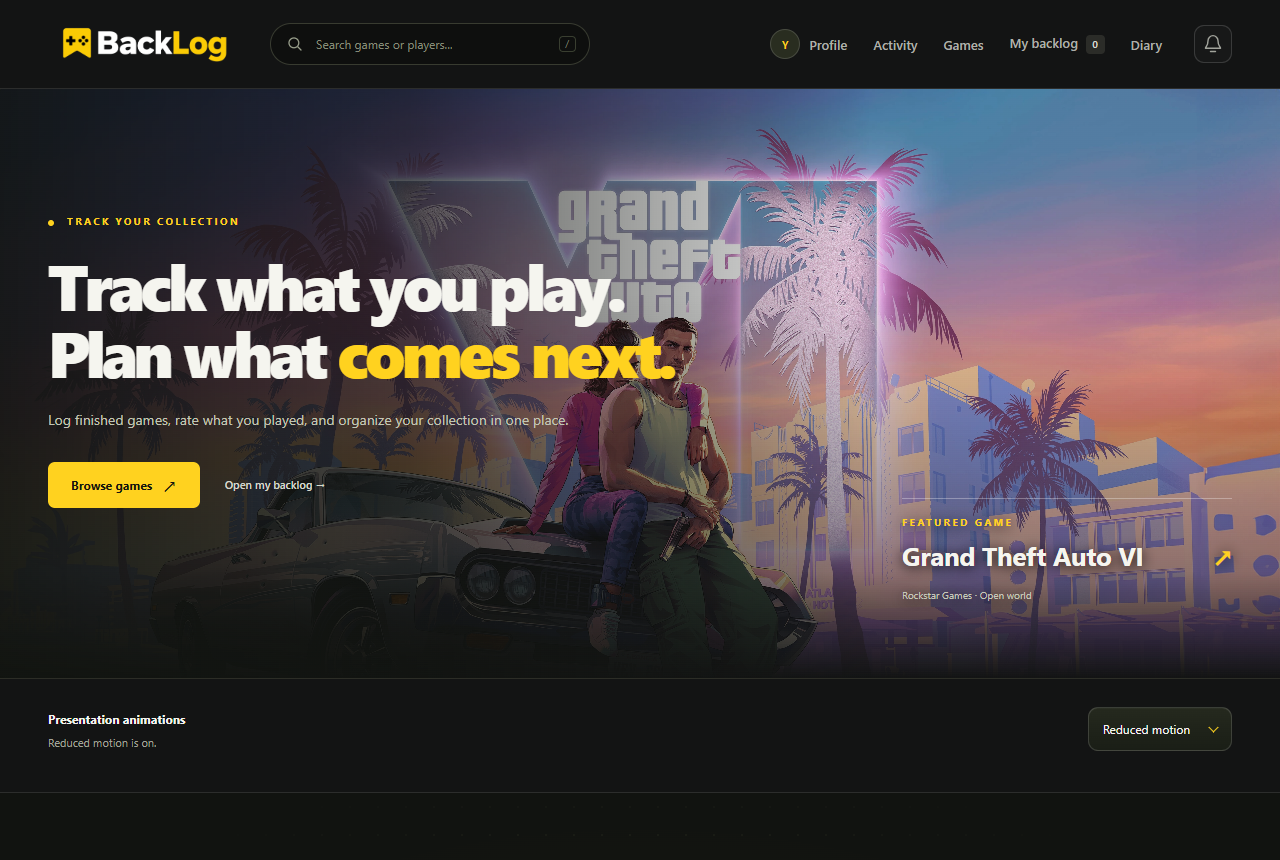 BackLog
Search games or players... /
Y Profile Activity Games My backlog 0 Diary
grand
theft
auto
TRACK YOUR COLLECTION
Track what you play.
Plan what comes next.
Log finished games, rate what you played, and organize your collection in one place.
Browse games ↗
Open my backlog →
FEATURED GAME
Grand Theft Auto VI ↗
Rockstar Games · Open world
Presentation animations
Reduced motion is on.
Reduced motion